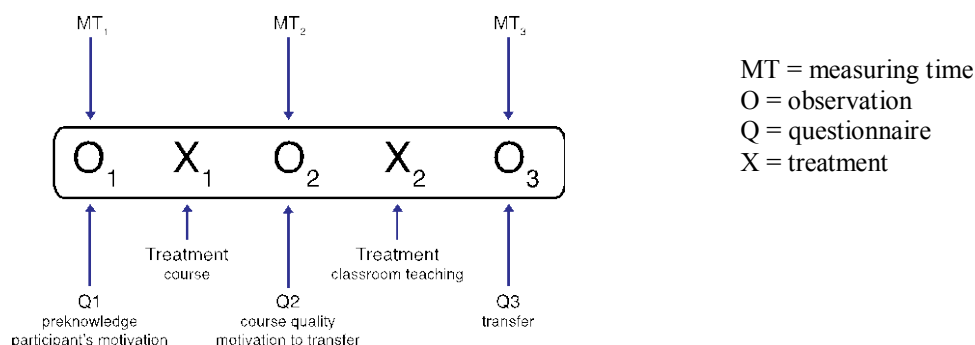 MT₁ MT₂ MT₃
MT = measuring time
O = observation
Q = questionnaire
X = treatment
O₁ X₁ O₂ X₂ O₃
Treatment
course
Treatment
classroom teaching
Q1
preknowledge
participant's motivation
Q2
course quality
motivation to transfer
Q3
transfer